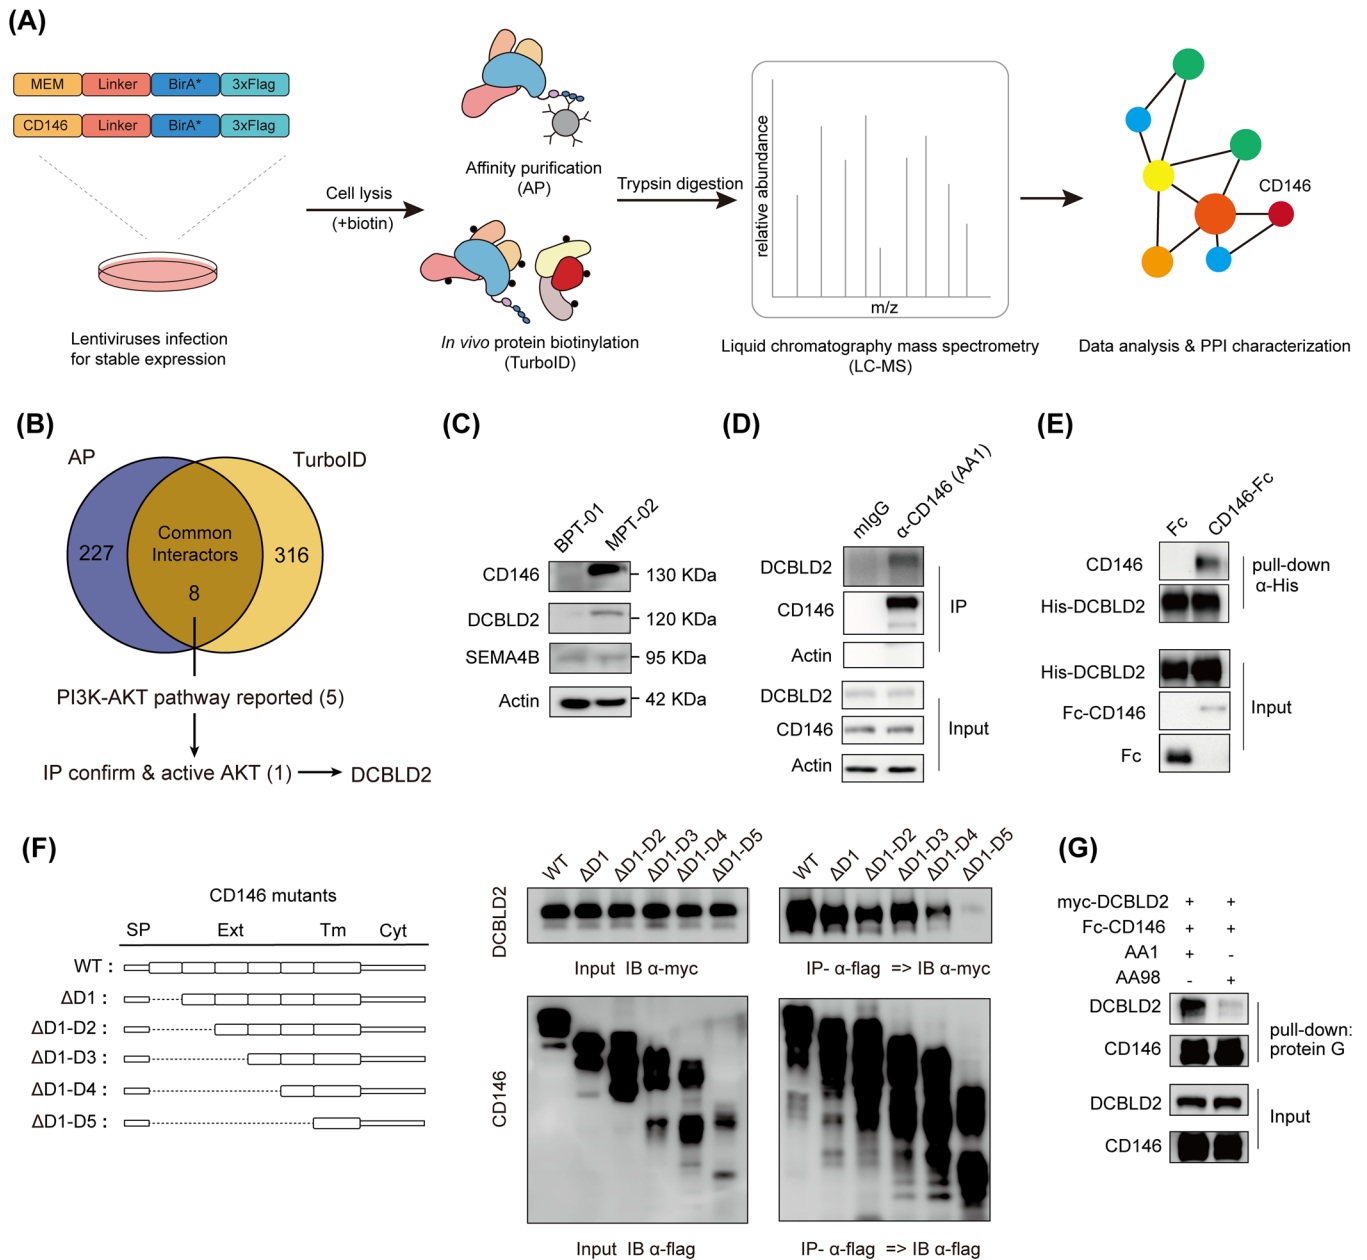 (A)
MEM Linker BirA* 3xFlag
CD146 Linker BirA* 3xFlag
Lentiviruses infection
for stable expression
Cell lysis
(+biotin)
Affinity purification
(AP)
In vivo protein biotinylation
(TurboID)
Trypsin digestion
relative abundance
m/z
Liquid chromatography mass spectrometry
(LC-MS)
CD146
Data analysis & PPI characterization
(B)
AP
TurboID
227
Common
Interactors
8
316
PI3K-AKT pathway reported (5)
IP confirm & active AKT (1)
DCBLD2
(C)
BPT-01
MPT-02
CD146
130 KDa
DCBLD2
120 KDa
SEMA4B
95 KDa
Actin
42 KDa
(D)
mIgG
α-CD146 (AA1)
DCBLD2
CD146
Actin
IP
DCBLD2
CD146
Actin
Input
(E)
Fc
CD146-Fc
CD146
His-DCBLD2
pull-down
α-His
His-DCBLD2
Fc-CD146
Fc
Input
(F)
CD146 mutants
SP Ext Tm Cyt
WT :
ΔD1 :
ΔD1-D2 :
ΔD1-D3 :
ΔD1-D4 :
ΔD1-D5 :
WT
ΔD1
ΔD1-D2
ΔD1-D3
ΔD1-D4
ΔD1-D5
DCBLD2
Input IB α-myc
CD146
Input IB α-flag
WT
ΔD1
ΔD1-D2
ΔD1-D3
ΔD1-D4
ΔD1-D5
IP- α-flag => IB α-myc
IP- α-flag => IB α-flag
(G)
myc-DCBLD2 + +
Fc-CD146 + +
AA1 + -
AA98 - +
DCBLD2
CD146
pull-down:
protein G
DCBLD2
CD146
Input